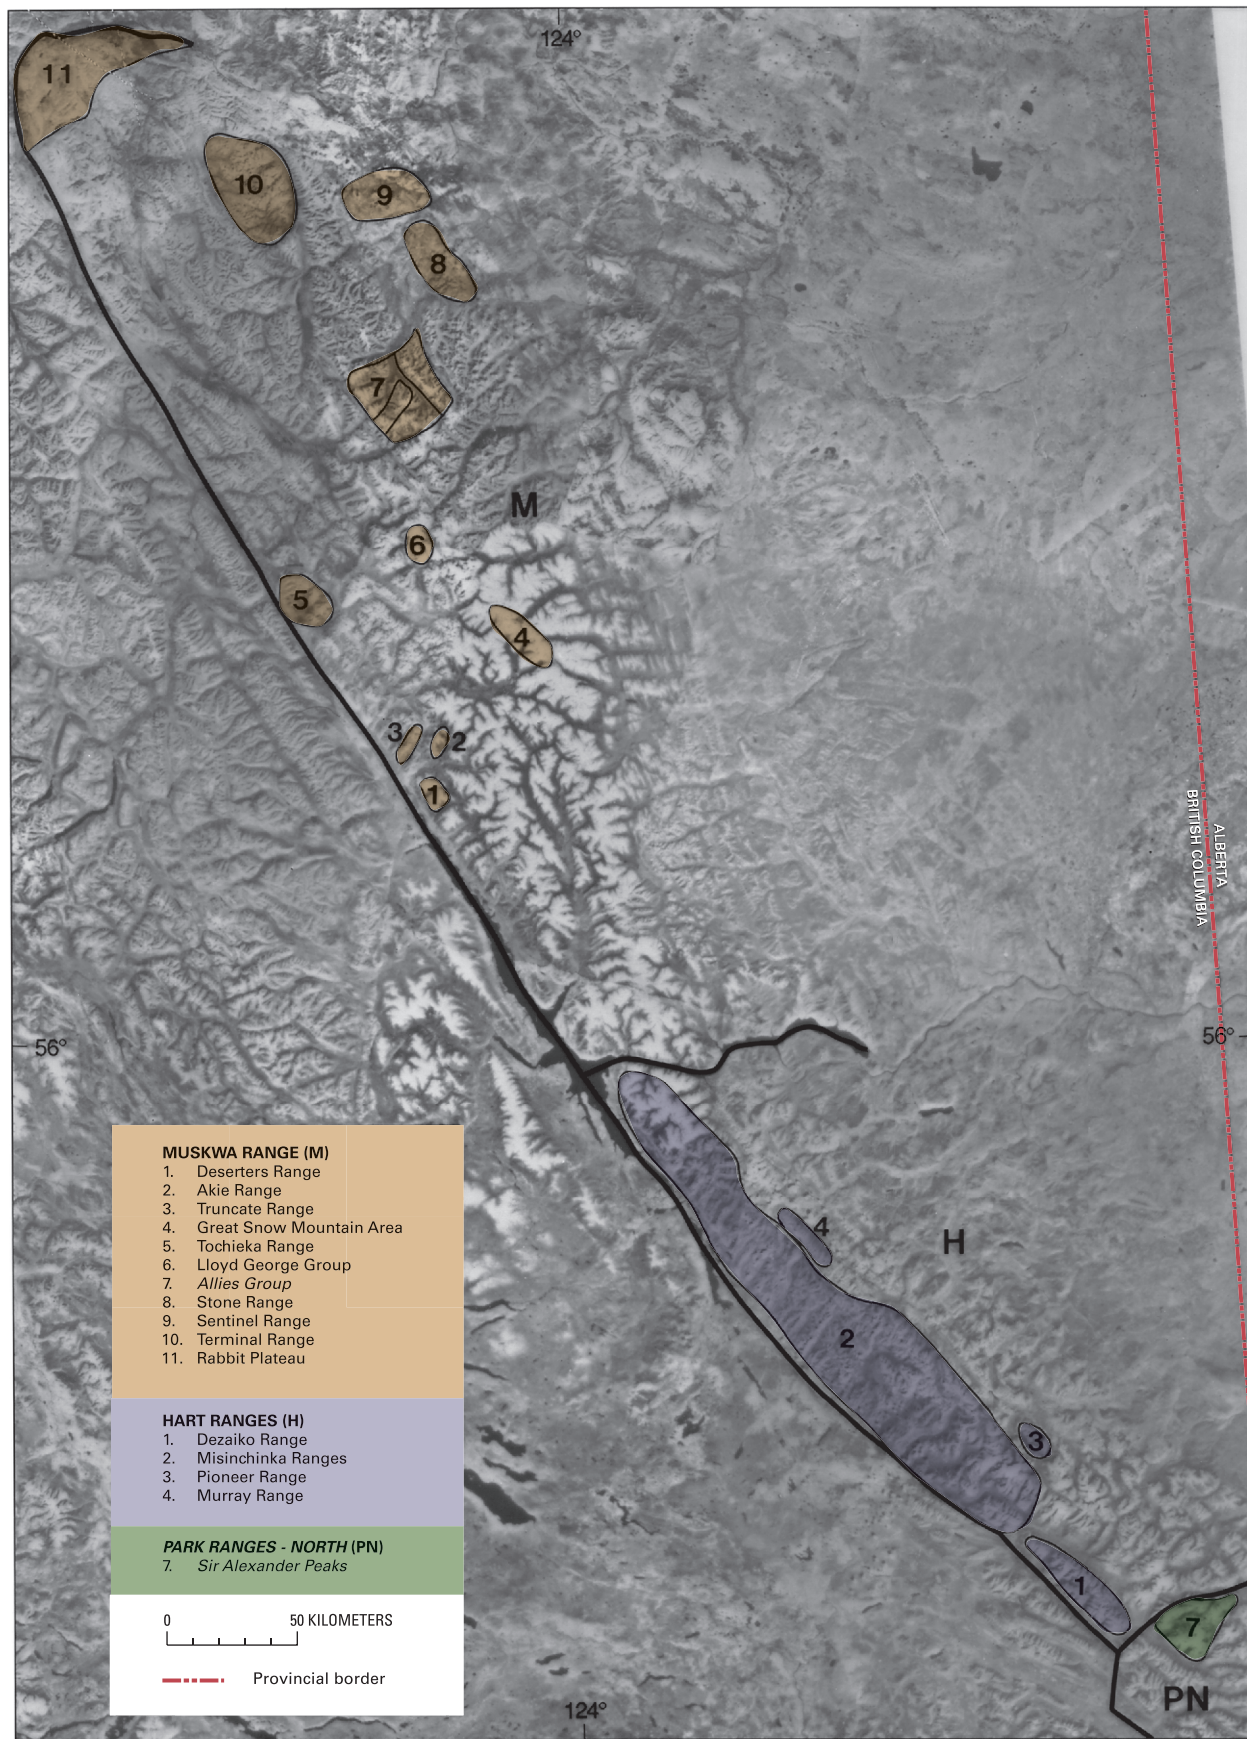 124°
11
10
9
8
7
M
6
5
4
3
2
1
ALBERTA
BRITISH COLUMBIA
56°
56°
4
H
2
3
1
7
PN
124°
MUSKWA RANGE (M)
1. Deserters Range
2. Akie Range
3. Truncate Range
4. Great Snow Mountain Area
5. Tochieka Range
6. Lloyd George Group
7. Allies Group
8. Stone Range
9. Sentinel Range
10. Terminal Range
11. Rabbit Plateau
HART RANGES (H)
1. Dezaiko Range
2. Misinchinka Ranges
3. Pioneer Range
4. Murray Range
PARK RANGES - NORTH (PN)
7. Sir Alexander Peaks
0 50 KILOMETERS
Provincial border